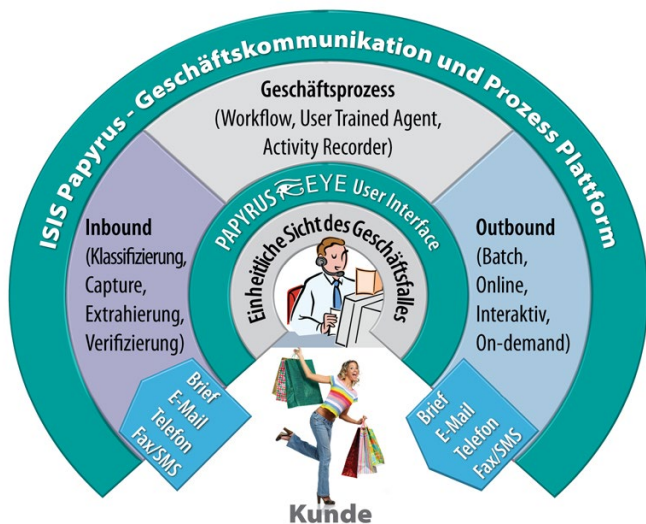 ISIS Papyrus - Geschäftskommunikation und Prozess Plattform
Geschäftsprozess
(Workflow, User Trained Agent,
Activity Recorder)
PAPYRUS EYE User Interface
Einheitliche Sicht des Geschäftsfalles
Inbound
(Klassifizierung,
Capture,
Extrahierung,
Verifizierung)
Outbound
(Batch,
Online,
Interaktiv,
On-demand)
Brief
E-Mail
Telefon
Fax/SMS
Brief
E-Mail
Telefon
Fax/SMS
Kunde